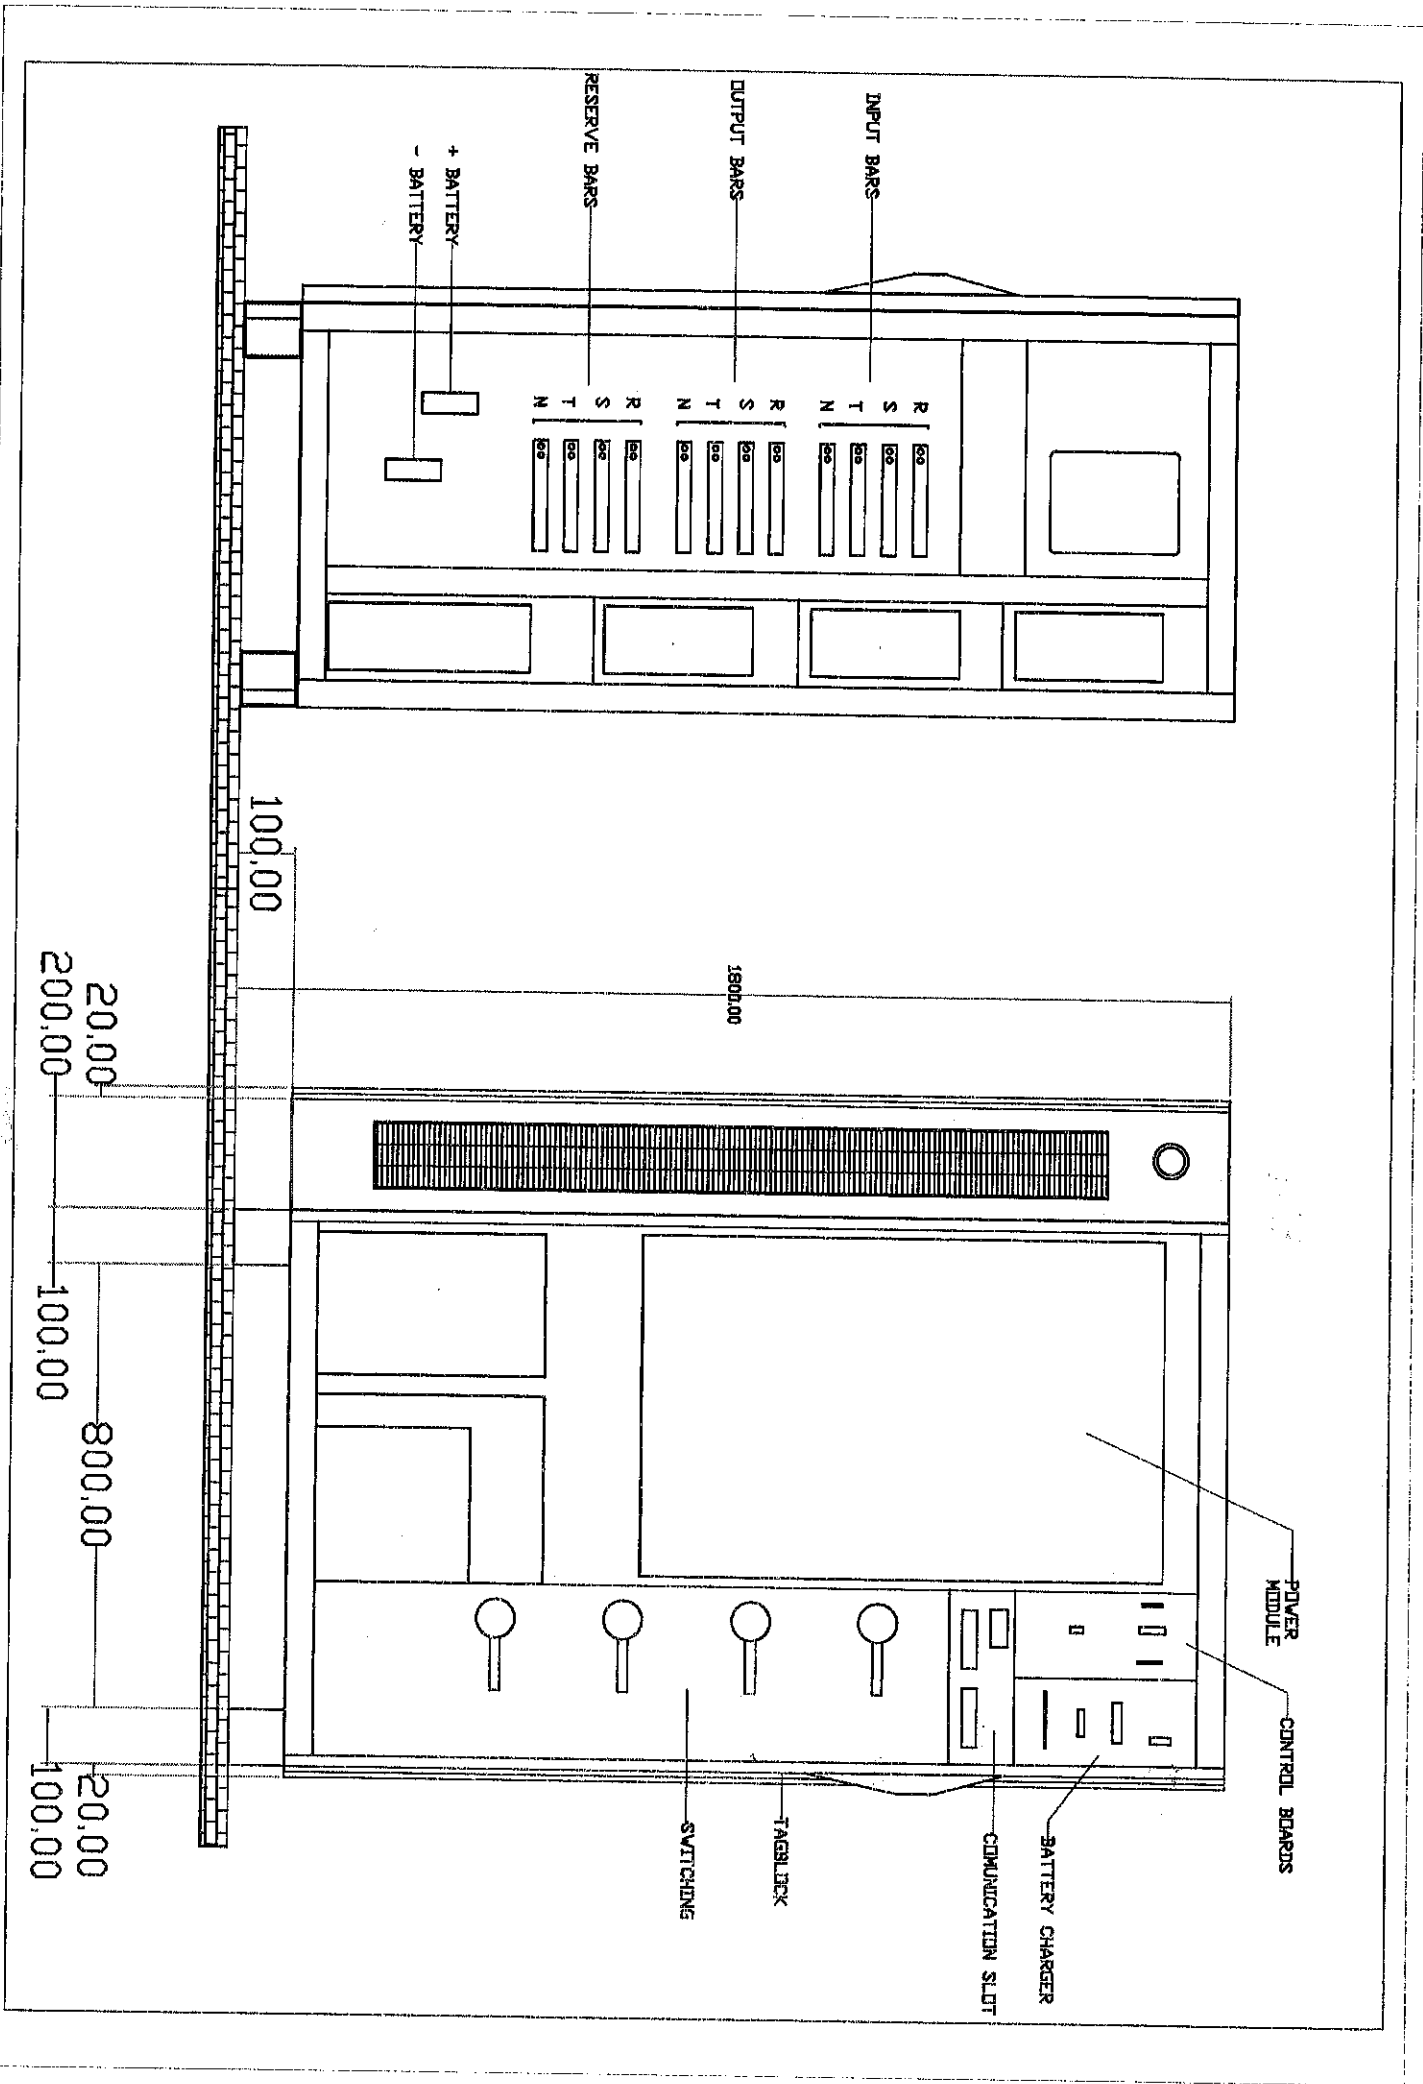 INPUT BARS
OUTPUT BARS
RESERVE BARS
+ BATTERY
- BATTERY
R
S
T
N
R
S
T
N
R
S
T
N
POWER
MODULE
CONTROL BOARDS
BATTERY CHARGER
COMUNICATION SLOT
TAGBLOCK
SWITCHING
1800.00
100.00
20.00
200.00
100.00
800.00
20.00
100.00